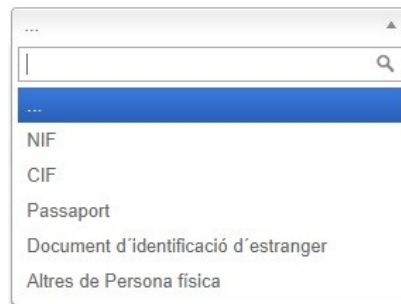 ...
...
NIF
CIF
Passaport
Document d´identificació d´estranger
Altres de Persona física